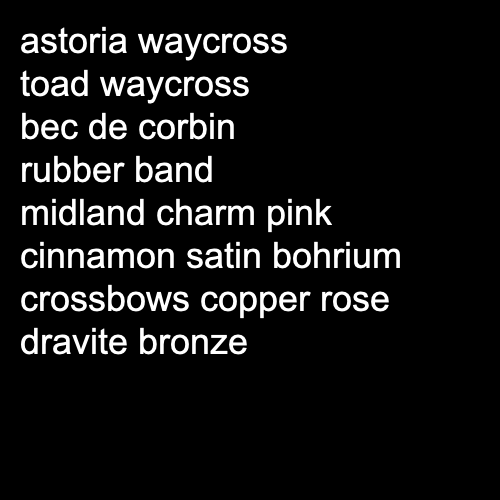 astoria waycross
toad waycross
bec de corbin
rubber band
midland charm pink
cinnamon satin bohrium
crossbows copper rose
dravite bronze